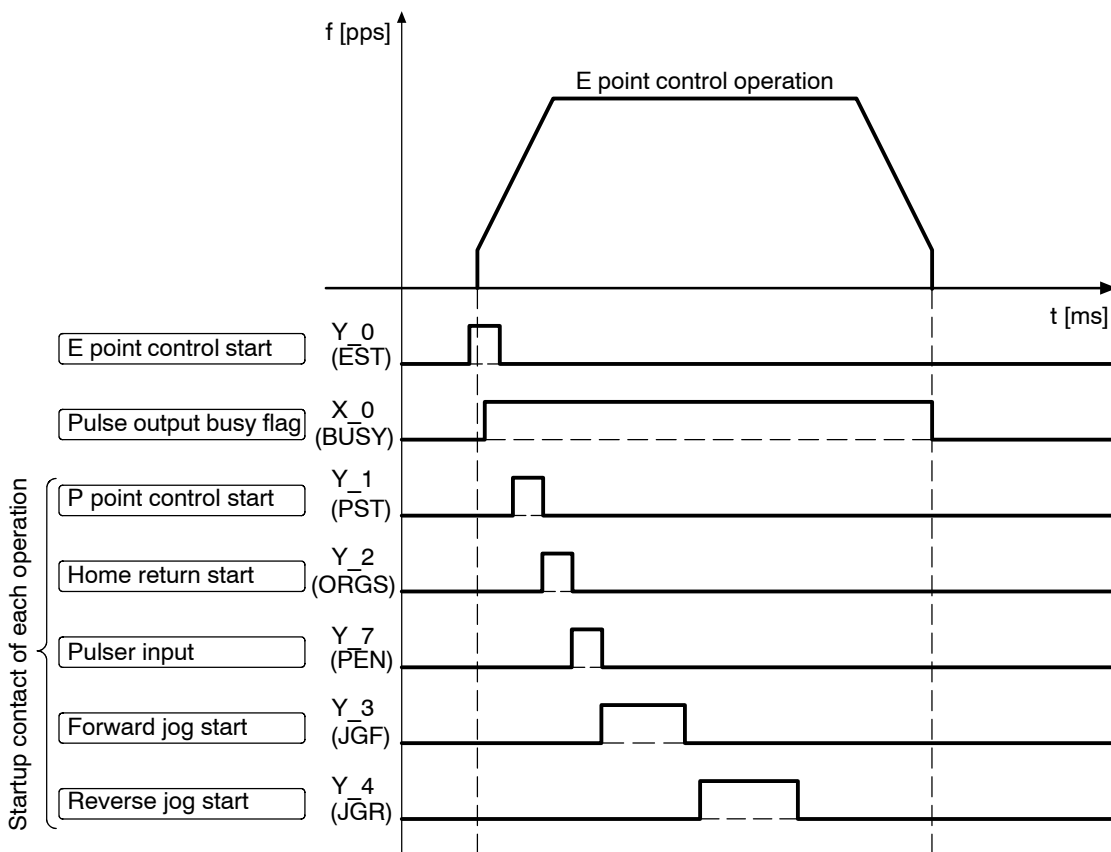 f [pps]
E point control operation
t [ms]
E point control start
Y_0
(EST)
Pulse output busy flag
X_0
(BUSY)
Startup contact of each operation
P point control start
Y_1
(PST)
Home return start
Y_2
(ORGS)
Pulser input
Y_7
(PEN)
Forward jog start
Y_3
(JGF)
Reverse jog start
Y_4
(JGR)